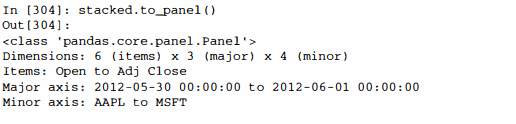 In [304]: stacked.to_panel()
Out[304]:
<class 'pandas.core.panel.Panel'>
Dimensions: 6 (items) x 3 (major) x 4 (minor)
Items: Open to Adj Close
Major axis: 2012-05-30 00:00:00 to 2012-06-01 00:00:00
Minor axis: AAPL to MSFT